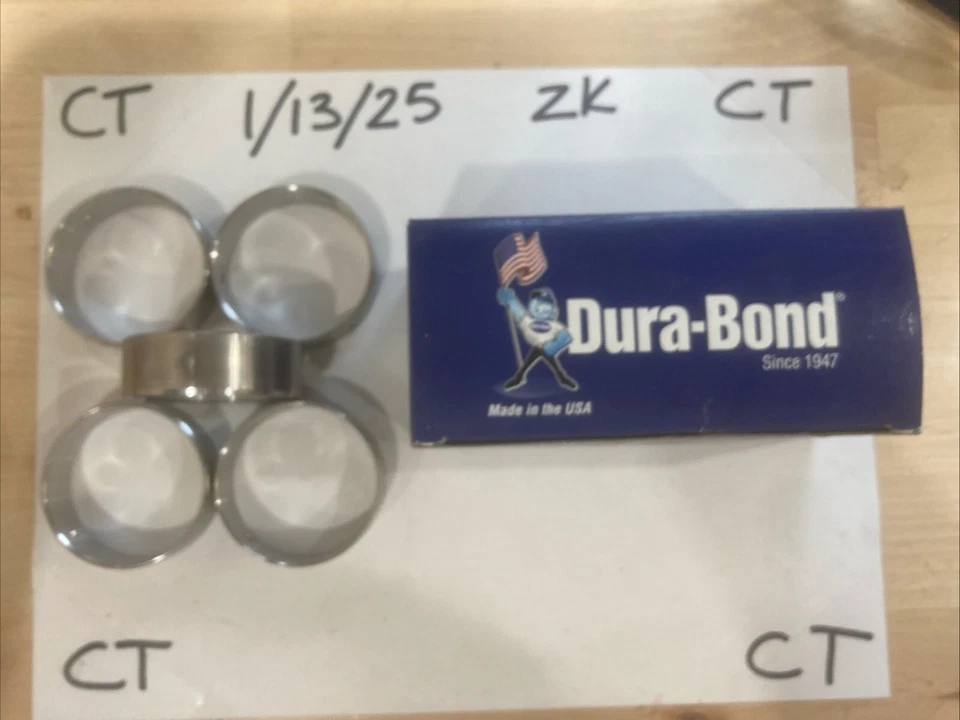 CT 1/13/25 ZK CT
Dura-Bond®
Since 1947
Made in the USA
CT CT